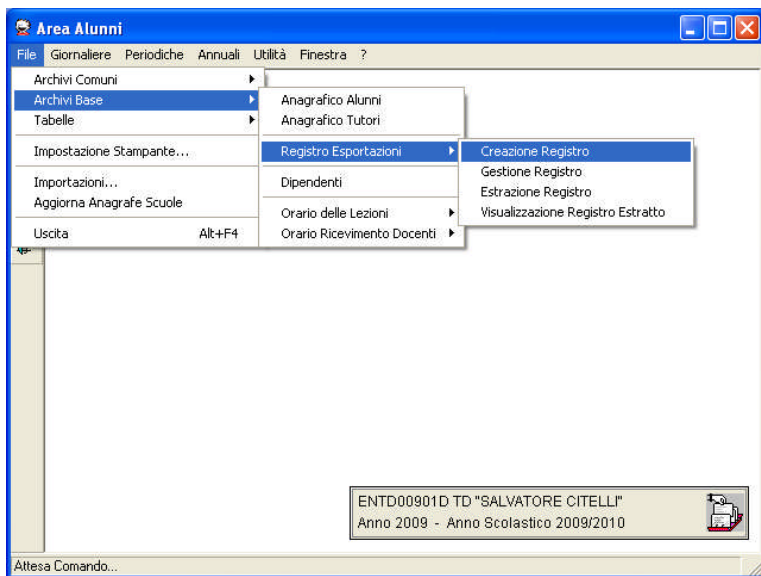 Area Alunni
File Giornaliere Periodiche Annuali Utilità Finestra ?
Archivi Comuni
Archivi Base
Tabelle
Impostazione Stampante...
Importazioni...
Aggiorna Anagrafe Scuole
Uscita Alt+F4
Anagrafico Alunni
Anagrafico Tutori
Registro Esportazioni
Dipendenti
Orario delle Lezioni
Orario Ricevimento Docenti
Creazione Registro
Gestione Registro
Estrazione Registro
Visualizzazione Registro Estratto
ENTD00901D TD "SALVATORE CITELLI"
Anno 2009 - Anno Scolastico 2009/2010
Attesa Comando...